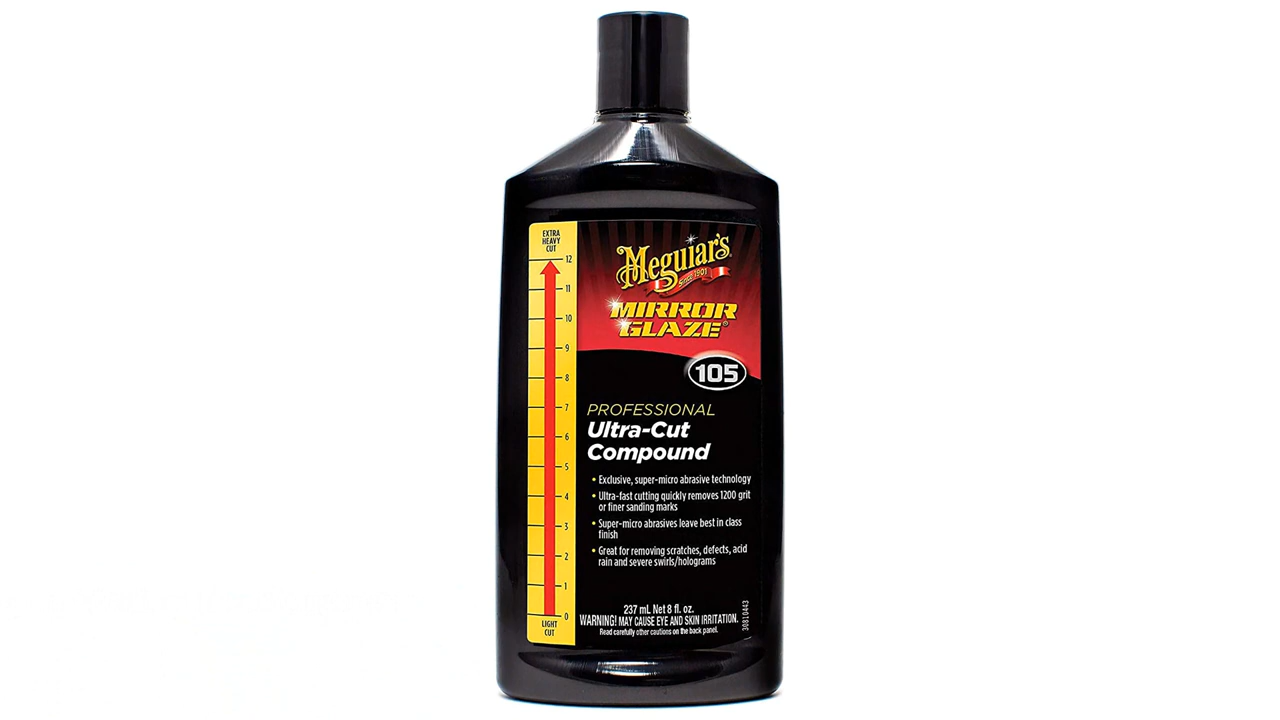 EXTRA
HEAVY
CUT
12
11
10
9
8
7
6
5
4
3
2
1
0
LIGHT
CUT
Meguiar's
Since 1901
MIRROR
GLAZE®
105
PROFESSIONAL
Ultra-Cut
Compound
• Exclusive, super-micro abrasive technology
• Ultra-fast cutting quickly removes 1200 grit
or finer sanding marks
• Super-micro abrasives leave best in class
finish
• Great for removing scratches, defects, acid
rain and severe swirls/holograms
237 mL Net 8 fl. oz.
WARNING! MAY CAUSE EYE AND SKIN IRRITATION.
Read carefully other cautions on the back panel.
30810443